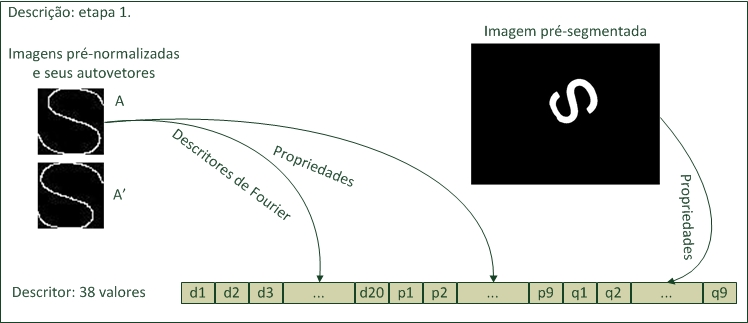 Descrição: etapa 1.
Imagens pré-normalizadas
e seus autovetores
Imagem pré-segmentada
A
A’
Descritores de Fourier
Propriedades
Propriedades
Descritor: 38 valores
d1 d2 d3 ... d20 p1 p2 ... p9 q1 q2 ... q9